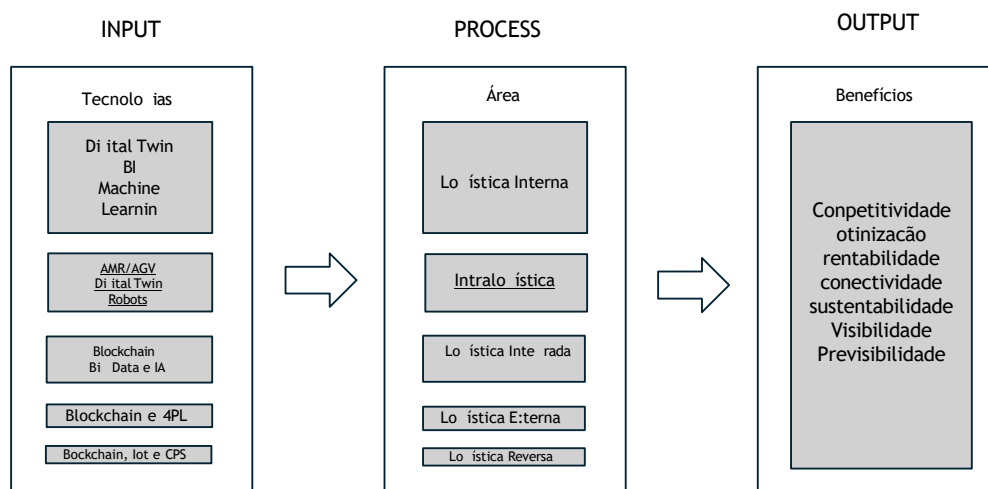 INPUT
PROCESS
OUTPUT
Tecnolo ias
Di ital Twin
BI
Machine
Learnin
AMR/AGV
Di ital Twin
Robots
Blockchain
Bi Data e IA
Blockchain e 4PL
Bockchain, Iot e CPS
Área
Lo ística Interna
Intralo ística
Lo ística Inte rada
Lo ística E:terna
Lo ística Reversa
Benefícios
Conpetitividade
otinizacão
rentabilidade
conectividade
sustentabilidade
Visibilidade
Previsibilidade